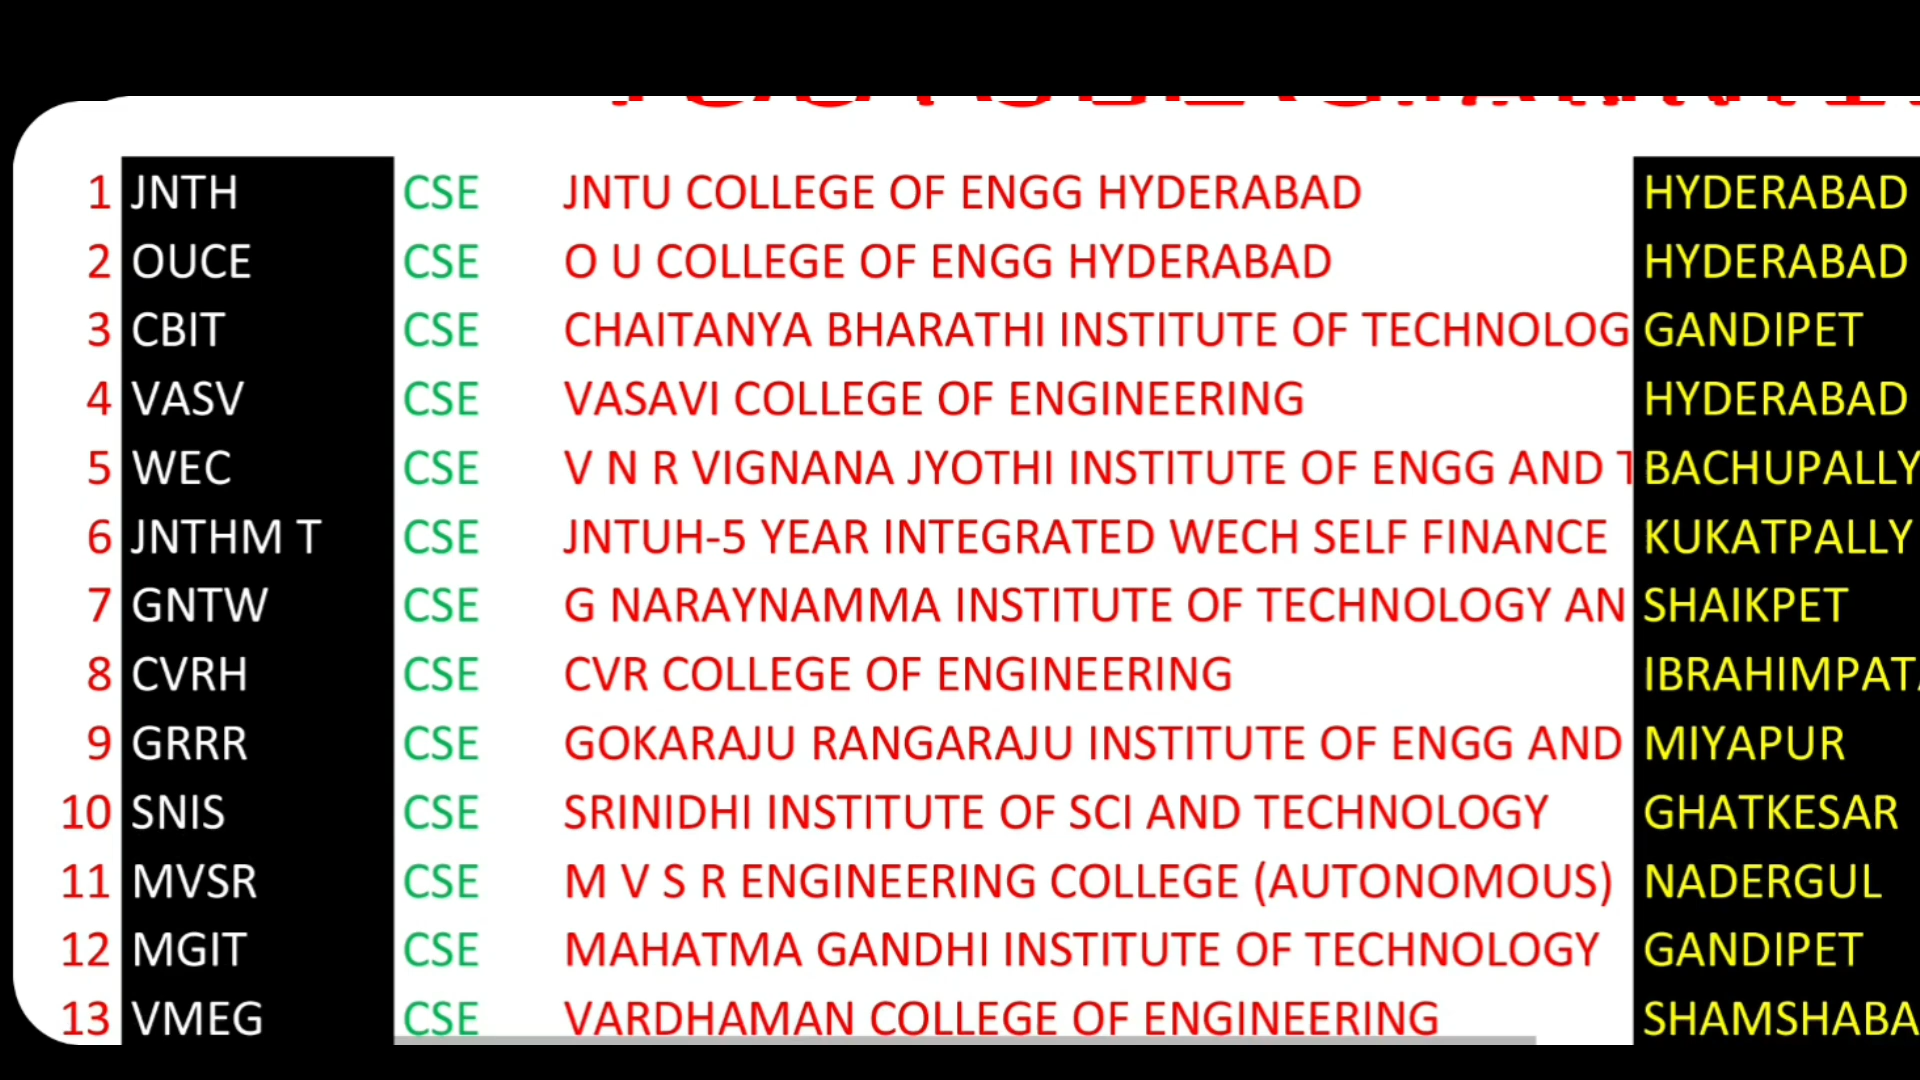 1 JNTH CSE JNTU COLLEGE OF ENGG HYDERABAD HYDERABAD
2 OUCE CSE O U COLLEGE OF ENGG HYDERABAD HYDERABAD
3 CBIT CSE CHAITANYA BHARATHI INSTITUTE OF TECHNOLOG GANDIPET
4 VASV CSE VASAVI COLLEGE OF ENGINEERING HYDERABAD
5 WEC CSE V N R VIGNANA JYOTHI INSTITUTE OF ENGG AND T BACHUPALLY
6 JNTHM T CSE JNTUH-5 YEAR INTEGRATED WECH SELF FINANCE KUKATPALLY
7 GNTW CSE G NARAYNAMMA INSTITUTE OF TECHNOLOGY AN SHAIKPET
8 CVRH CSE CVR COLLEGE OF ENGINEERING IBRAHIMPATA
9 GRRR CSE GOKARAJU RANGARAJU INSTITUTE OF ENGG AND MIYAPUR
10 SNIS CSE SRINIDHI INSTITUTE OF SCI AND TECHNOLOGY GHATKESAR
11 MVSR CSE M V S R ENGINEERING COLLEGE (AUTONOMOUS) NADERGUL
12 MGIT CSE MAHATMA GANDHI INSTITUTE OF TECHNOLOGY GANDIPET
13 VMEG CSE VARDHAMAN COLLEGE OF ENGINEERING SHAMSHABA